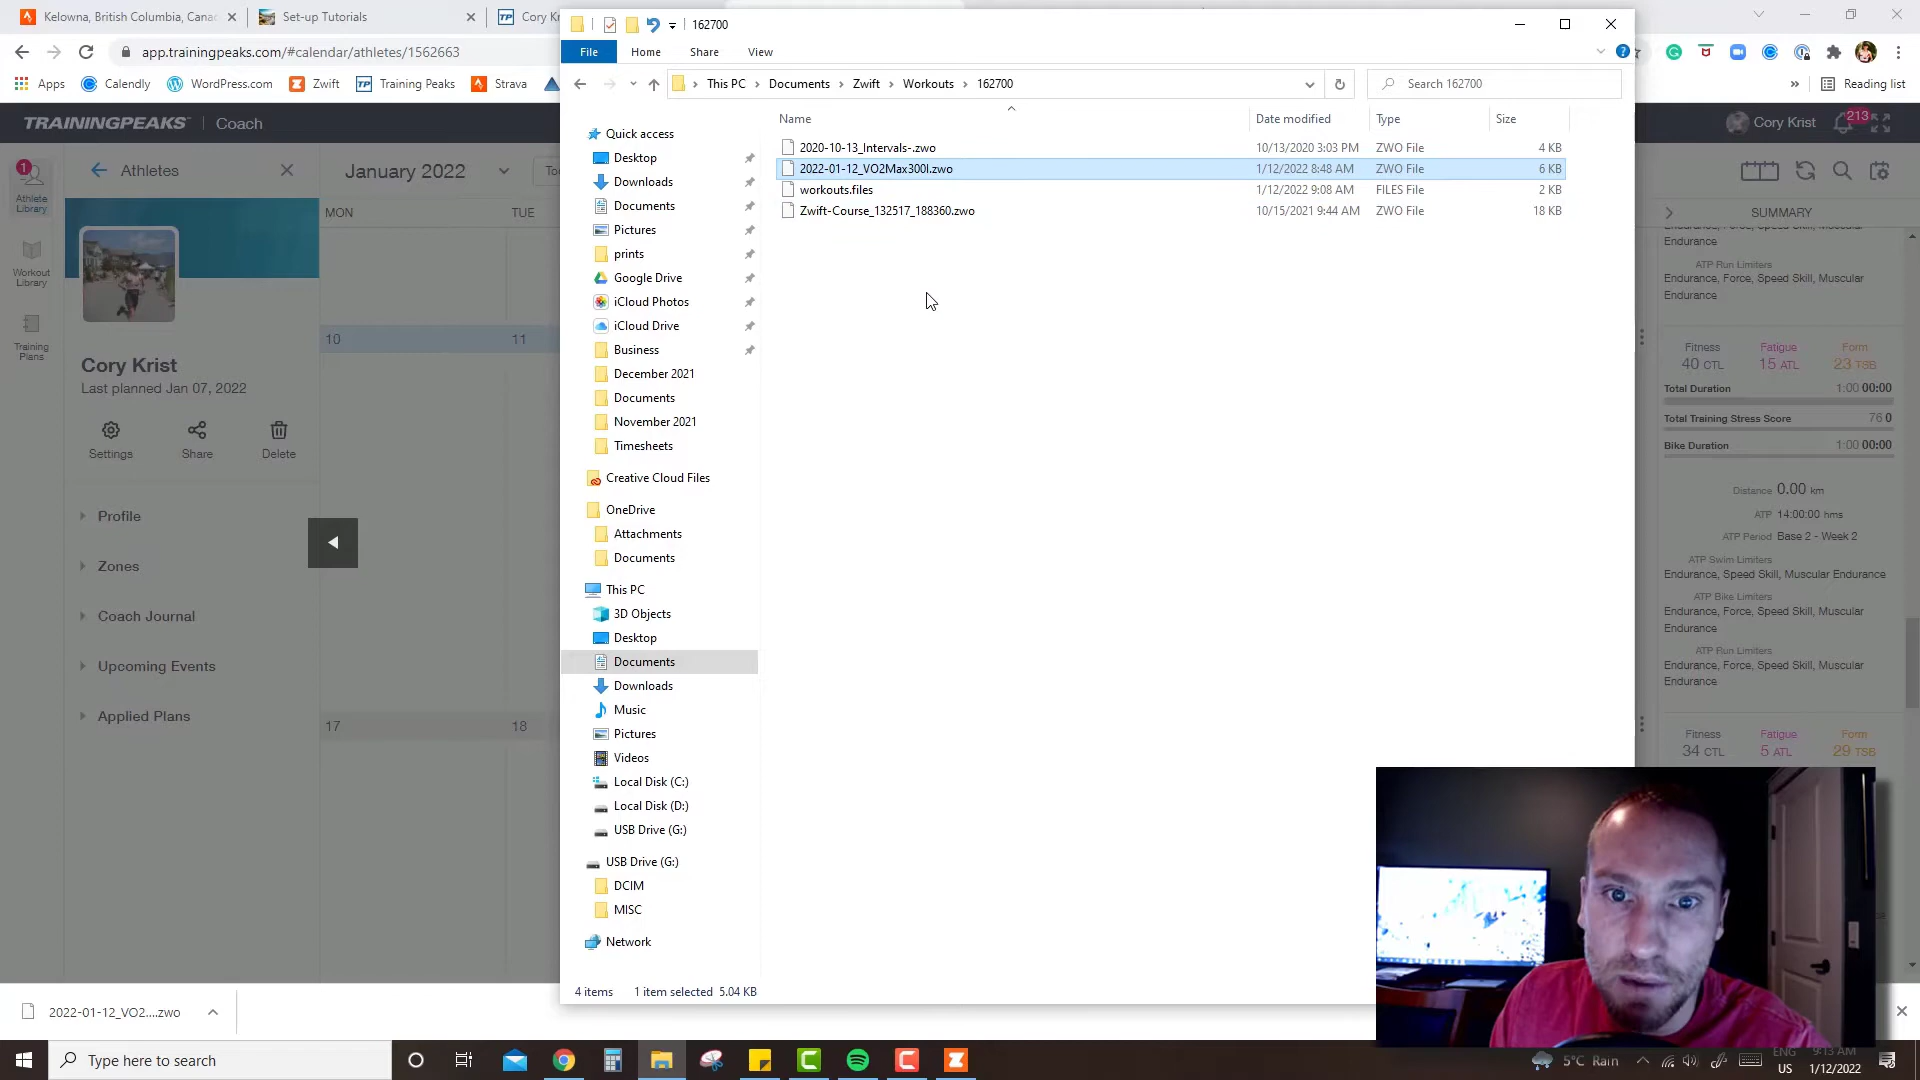 Kelowna, British Columbia, Cana
Set-up Tutorials
Cory Kr
app.trainingpeaks.com/#calendar/athletes/1562663
Apps
Calendly
WordPress.com
Zwift
Training Peaks
Strava
Reading list
TRAININGPEAKS
Coach
Cory Krist
213
1
Athlete
Library
Workout
Library
Training
Plans
Athletes
Cory Krist
Last planned Jan 07, 2022
Settings
Share
Delete
Profile
Zones
Coach Journal
Upcoming Events
Applied Plans
January 2022
MON
TUE
10
11
17
18
162700
File
Home
Share
View
This PC
Documents
Zwift
Workouts
162700
Search 162700
Quick access
Desktop
Downloads
Documents
Pictures
prints
Google Drive
iCloud Photos
iCloud Drive
Business
December 2021
Documents
November 2021
Timesheets
Creative Cloud Files
OneDrive
Attachments
Documents
This PC
3D Objects
Desktop
Documents
Downloads
Music
Pictures
Videos
Local Disk (C:)
Local Disk (D:)
USB Drive (G:)
USB Drive (G:)
DCIM
MISC
Network
Name
Date modified
Type
Size
2020-10-13_Intervals-.zwo 10/13/2020 3:03 PM ZWO File 4 KB
2022-01-12_VO2Max300I.zwo 1/12/2022 8:48 AM ZWO File 6 KB
workouts.files 1/12/2022 9:08 AM FILES File 2 KB
Zwift-Course_132517_188360.zwo 10/15/2021 9:44 AM ZWO File 18 KB
4 items
1 item selected 5.04 KB
SUMMARY
Endurance
ATP Run Limiters
Endurance, Force, Speed Skill, Muscular
Endurance
Fitness
Fatigue
Form
40 CTL
15 ATL
23 TSB
Total Duration 1:00 00:00
Total Training Stress Score 76 0
Bike Duration 1:00 00:00
Distance 0.00 km
ATP 14:00:00 hms
ATP Period Base 2 - Week 2
ATP Swim Limiters
Endurance, Speed Skill, Muscular Endurance
ATP Bike Limiters
Endurance, Force, Speed Skill, Muscular
Endurance
ATP Run Limiters
Endurance, Force, Speed Skill, Muscular
Endurance
Fitness
Fatigue
Form
34 CTL
5 ATL
29 TSB
2022-01-12_VO2....zwo
Type here to search
5°C Rain
ENG
US
9:13 AM
1/12/2022